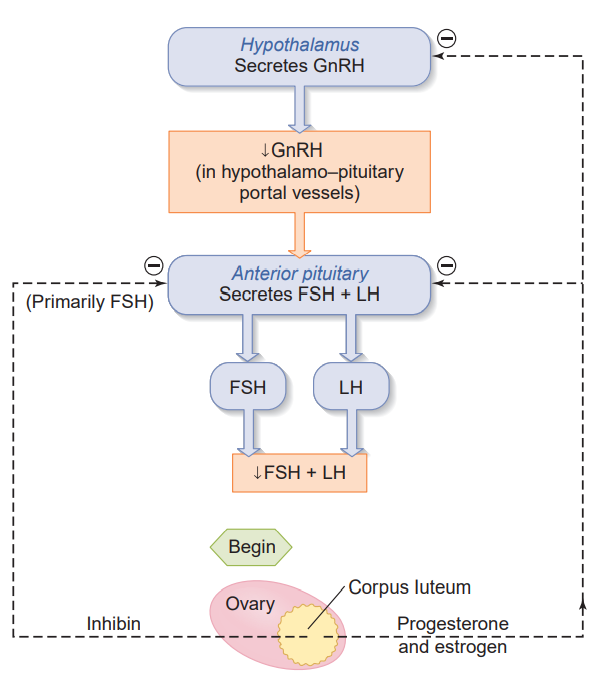 Hypothalamus
Secretes GnRH
↓GnRH
(in hypothalamo–pituitary
portal vessels)
Anterior pituitary
Secretes FSH + LH
(Primarily FSH)
FSH
LH
↓FSH + LH
Begin
Corpus luteum
Ovary
Inhibin
Progesterone
and estrogen